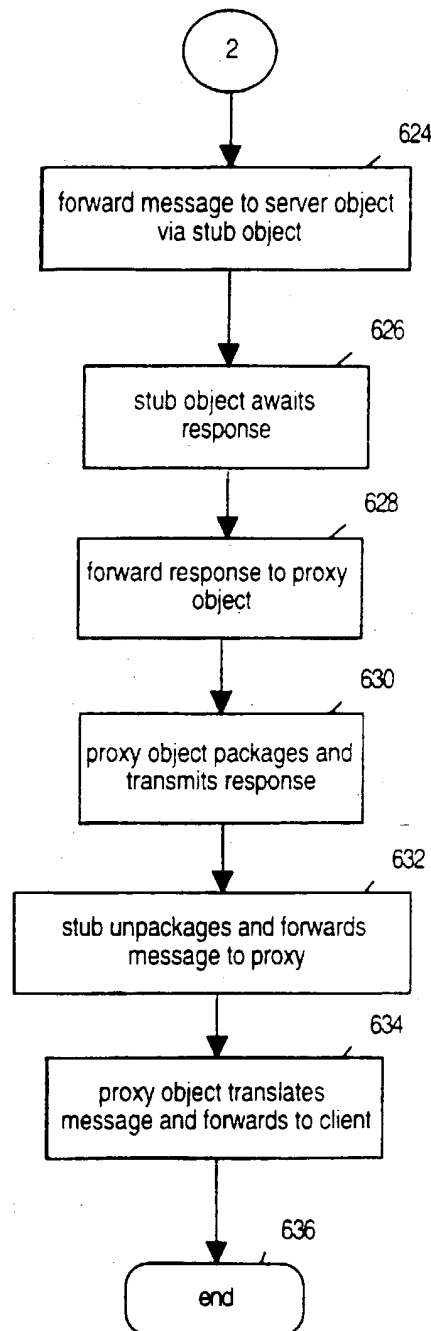 2
624
forward message to server object
via stub object
626
stub object awaits
response
628
forward response to proxy
object
630
proxy object packages and
transmits response
632
stub unpackages and forwards
message to proxy
634
proxy object translates
message and forwards to client
636
end